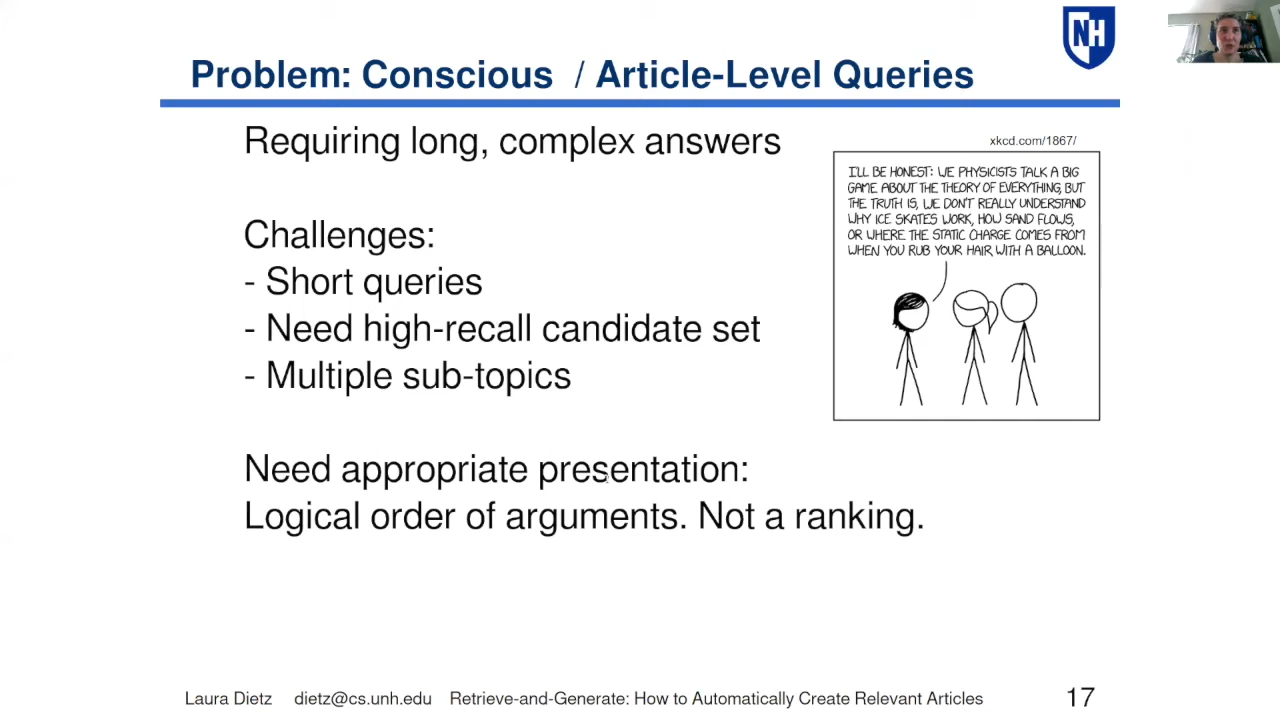 NH
Problem: Conscious / Article-Level Queries
Requiring long, complex answers
Challenges:
- Short queries
- Need high-recall candidate set
- Multiple sub-topics
Need appropriate presentation:
Logical order of arguments. Not a ranking.
xkcd.com/1867/
I'LL BE HONEST: WE PHYSICISTS TALK A BIG
GAME ABOUT THE THEORY OF EVERYTHING, BUT
THE TRUTH IS, WE DON'T REALLY UNDERSTAND
WHY ICE SKATES WORK, HOW SAND FLOWS,
OR WHERE THE STATIC CHARGE COMES FROM
WHEN YOU RUB YOUR HAIR WITH A BALLOON.
Laura Dietz dietz@cs.unh.edu Retrieve-and-Generate: How to Automatically Create Relevant Articles 17